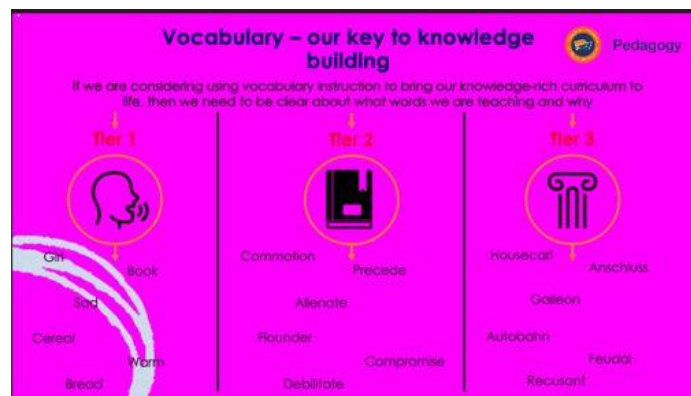 Vocabulary – our key to knowledge
building
Pedagogy
If we are considering using vocabulary instruction to bring our knowledge-rich curriculum to
life, then we need to be clear about what words we are teaching and why
Tier 1
Girl
Book
Sad
Cereal
Warm
Bread
Tier 2
Commotion
Precede
Alienate
Flounder
Compromise
Debilitate
Tier 3
Housecarl
Anschluss
Galleon
Autobahn
Feudal
Recusant